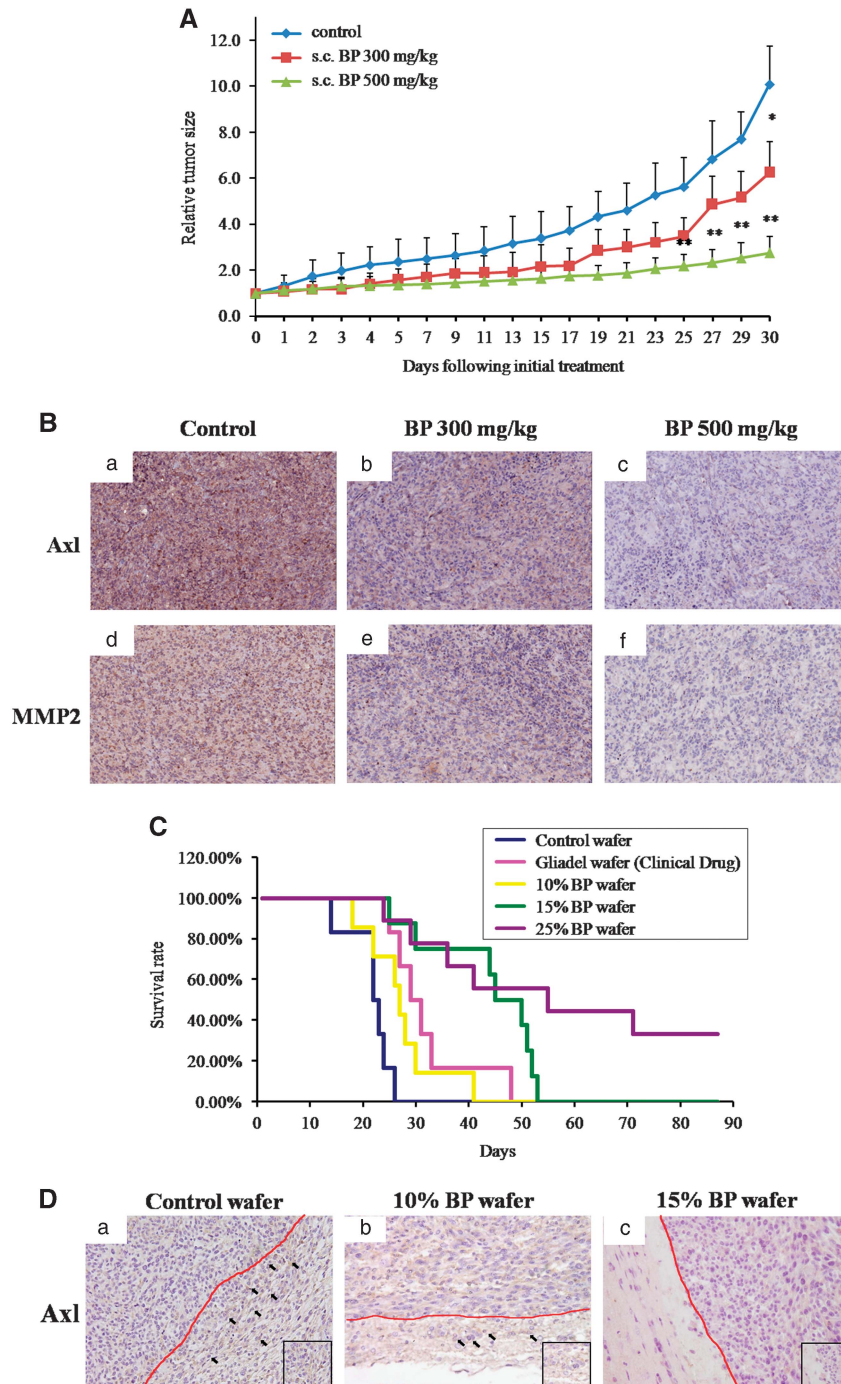 A
control
s.c. BP 300 mg/kg
s.c. BP 500 mg/kg
12.0
10.0
8.0
6.0
4.0
2.0
0.0
Relative tumor size
*
** ** ** **
0 1 2 3 4 5 7 9 11 13 15 17 19 21 23 25 27 29 30
Days following initial treatment
B
Control BP 300 mg/kg BP 500 mg/kg
a b c
Axl
d e f
MMP2
C
Control wafer
Gliadel wafer (Clinical Drug)
10% BP wafer
15% BP wafer
25% BP wafer
120.00%
100.00%
80.00%
60.00%
40.00%
20.00%
0.00%
Survival rate
0 10 20 30 40 50 60 70 80 90
Days
D
Control wafer 10% BP wafer 15% BP wafer
a b c
Axl